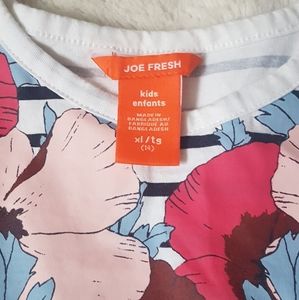 JOE FRESH
kids
enfants
MADE IN
BANGLADESH/
FABRIQUÉ AU
BANGLADESH
xl/tg
(14)